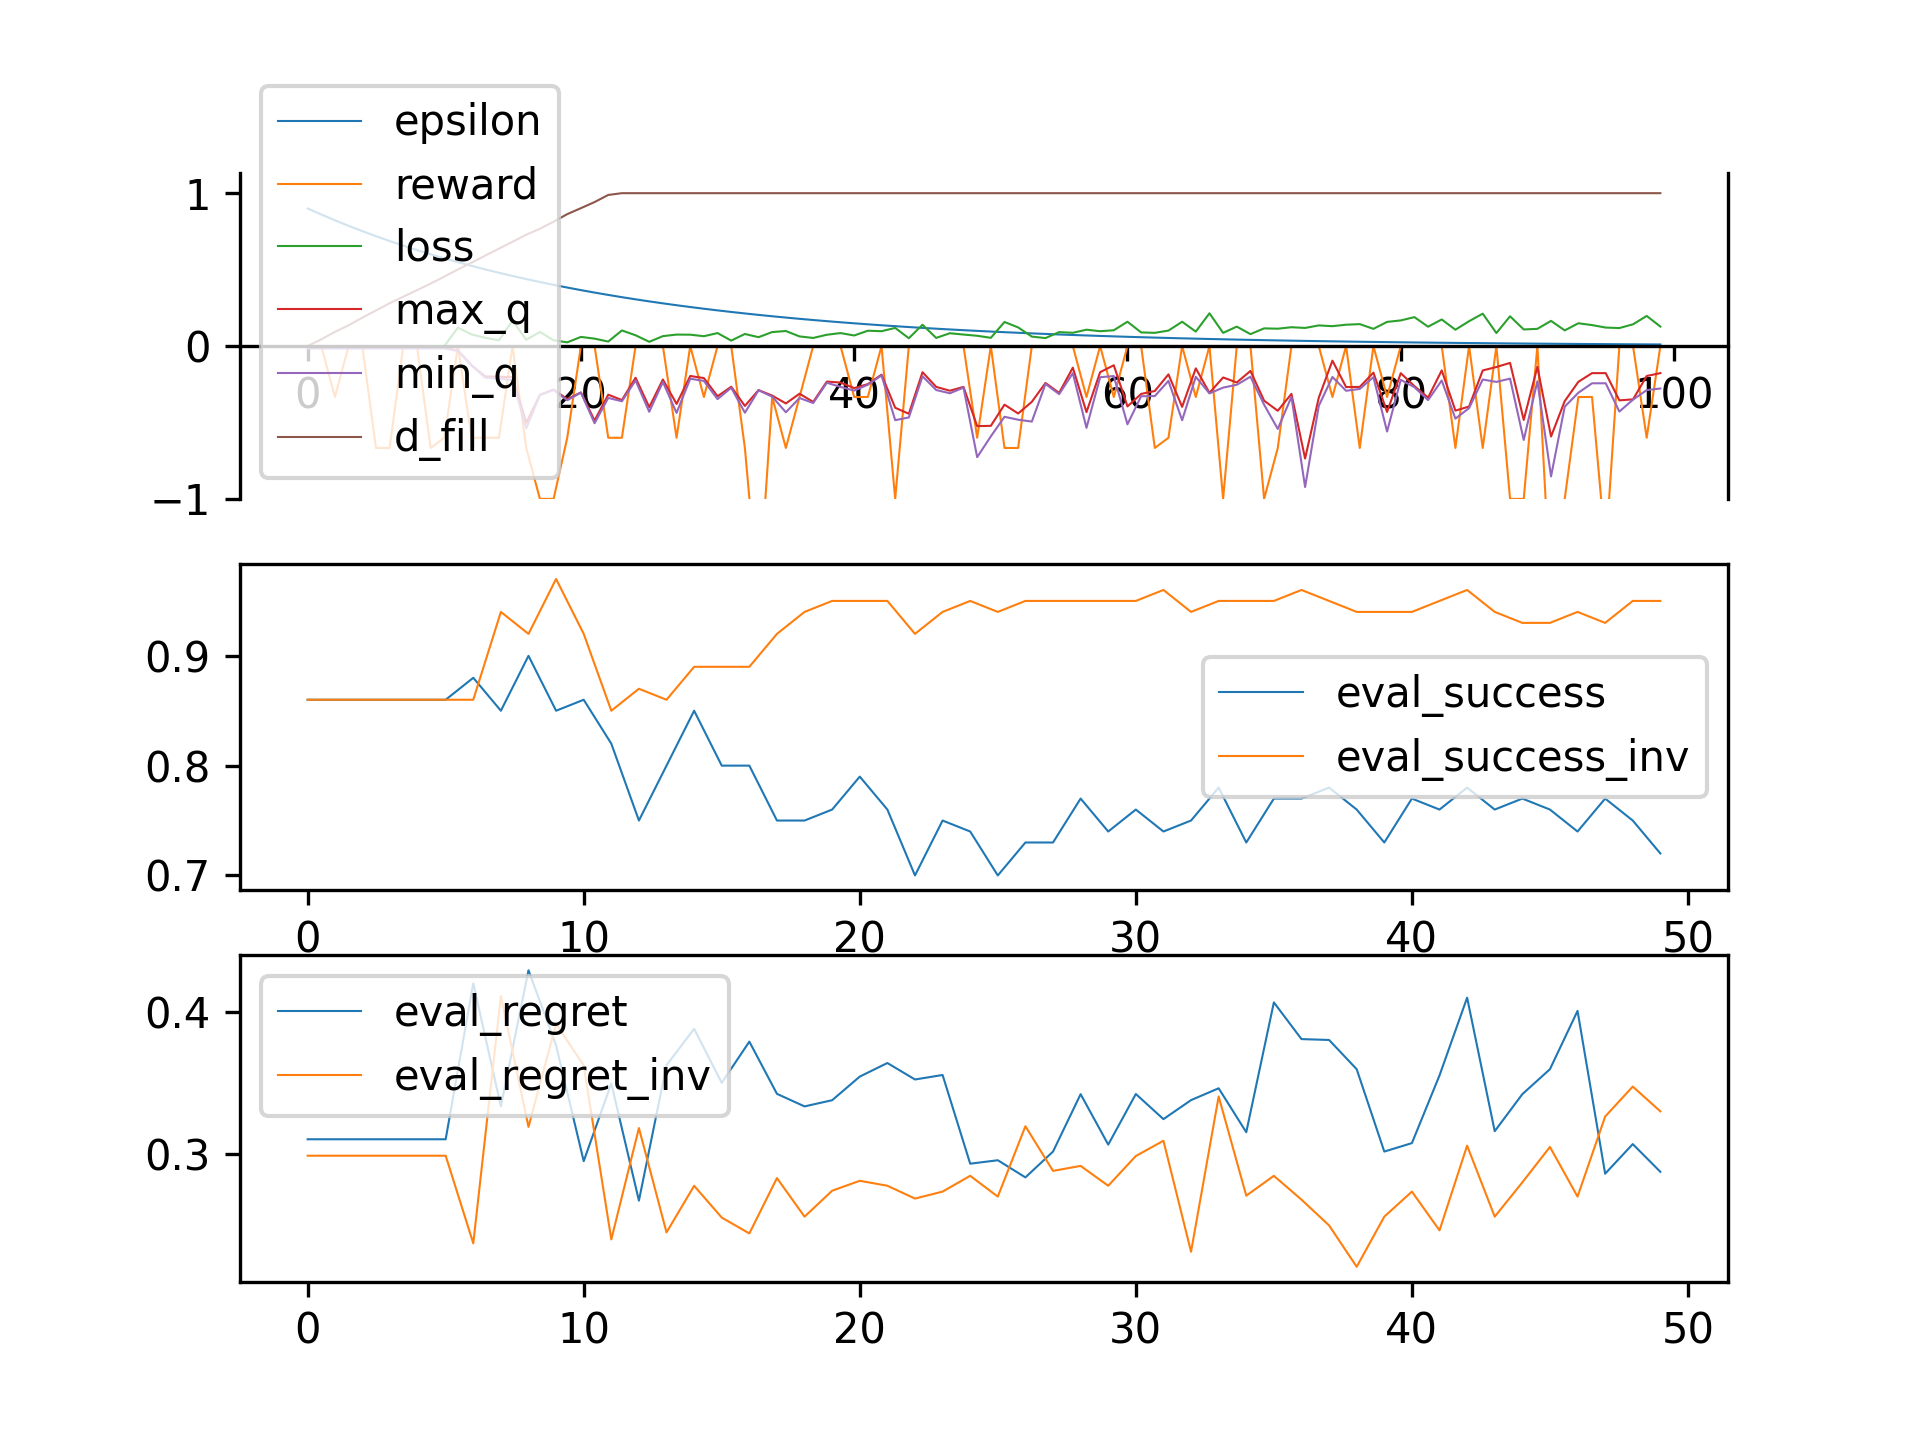 epsilon
reward
loss
max_q
min_q
d_fill
1
0
−1
0 20 40 60 80 100
0.9
0.8
0.7
eval_success
eval_success_inv
0 10 20 30 40 50
0.4
0.3
eval_regret
eval_regret_inv
0 10 20 30 40 50